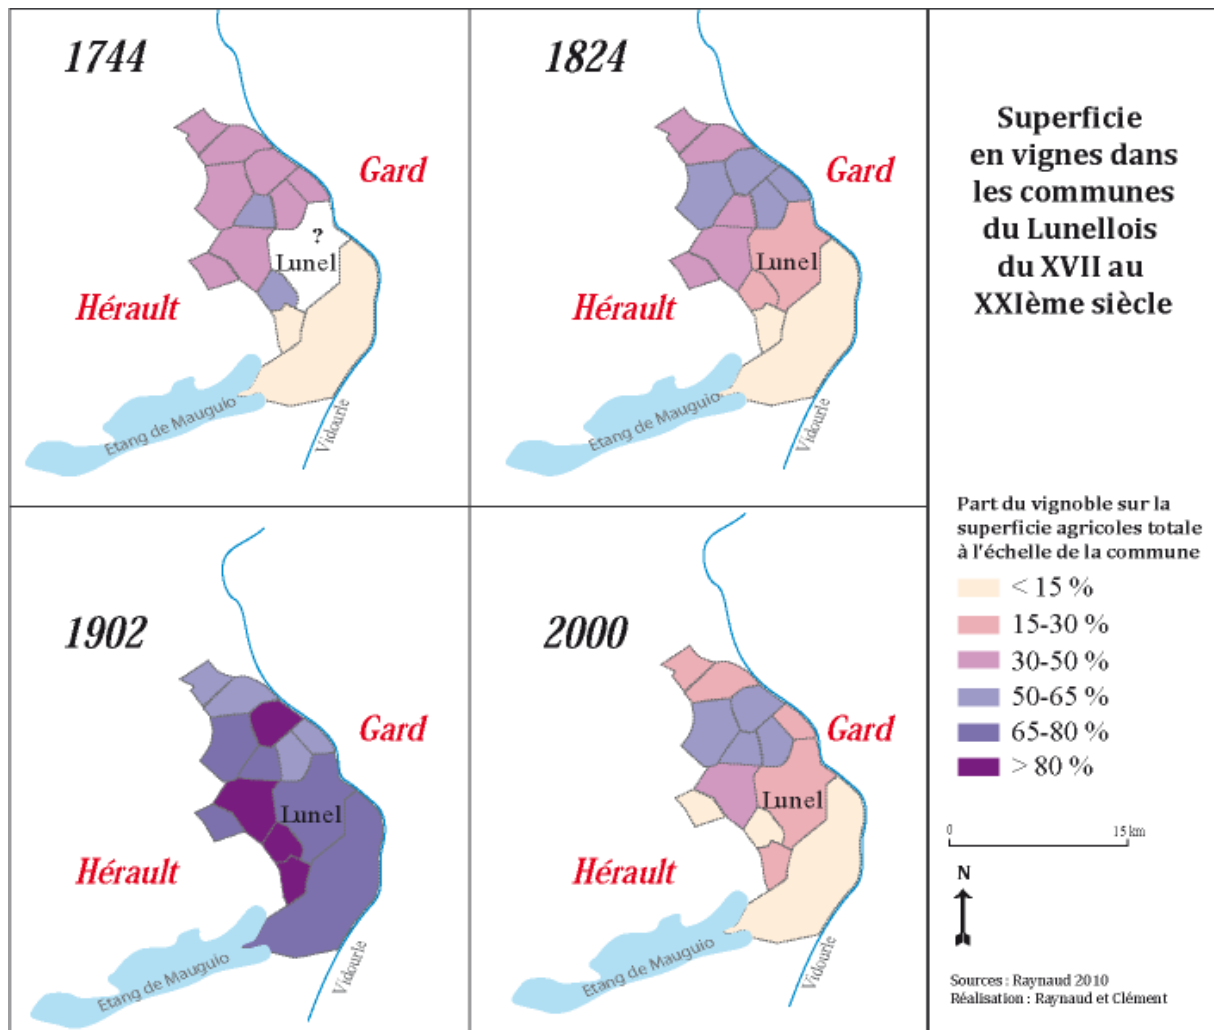 1744
Gard
?
Lunel
Hérault
Etang de Mauguio
Vidourle
1824
Gard
Lunel
Hérault
Etang de Mauguio
Vidourle
1902
Gard
Lunel
Hérault
Etang de Mauguio
Vidourle
2000
Gard
Lunel
Hérault
Etang de Mauguio
Vidourle
Superficie
en vignes dans
les communes
du Lunellois
du XVII au
XXIème siècle
Part du vignoble sur la
superficie agricoles totale
à l'échelle de la commune
< 15 %
15-30 %
30-50 %
50-65 %
65-80 %
> 80 %
0 15 km
N
Sources : Raynaud 2010
Réalisation : Raynaud et Clément